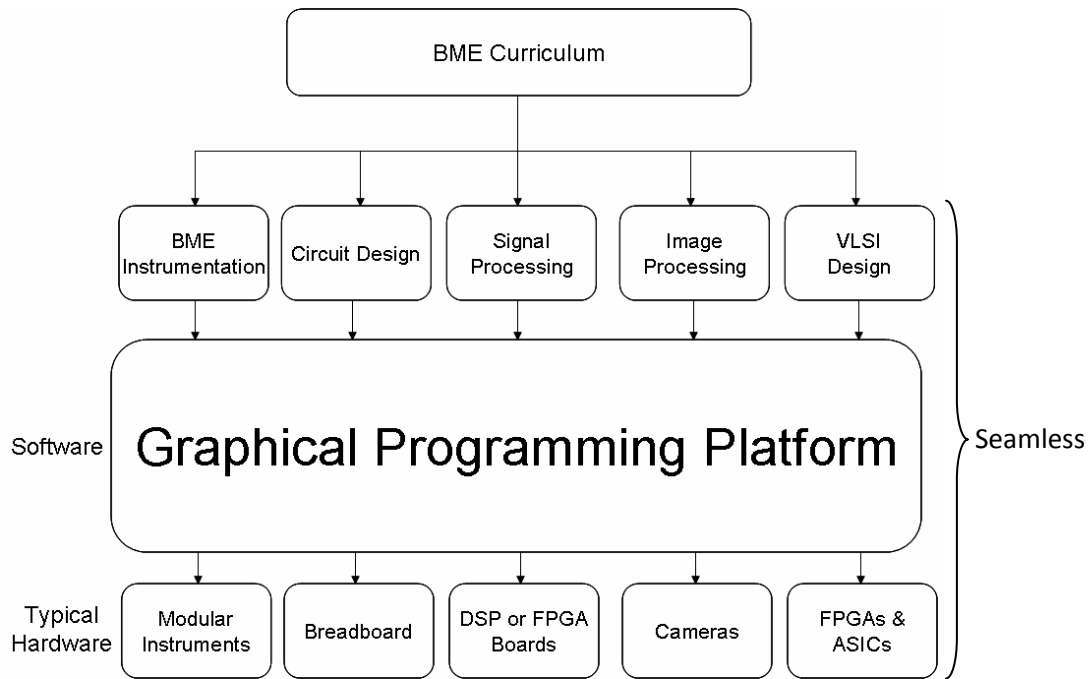 BME Curriculum
BME
Instrumentation
Circuit Design
Signal
Processing
Image
Processing
VLSI
Design
Software
Graphical Programming Platform
Seamless
Typical
Hardware
Modular
Instruments
Breadboard
DSP or FPGA
Boards
Cameras
FPGAs &
ASICs